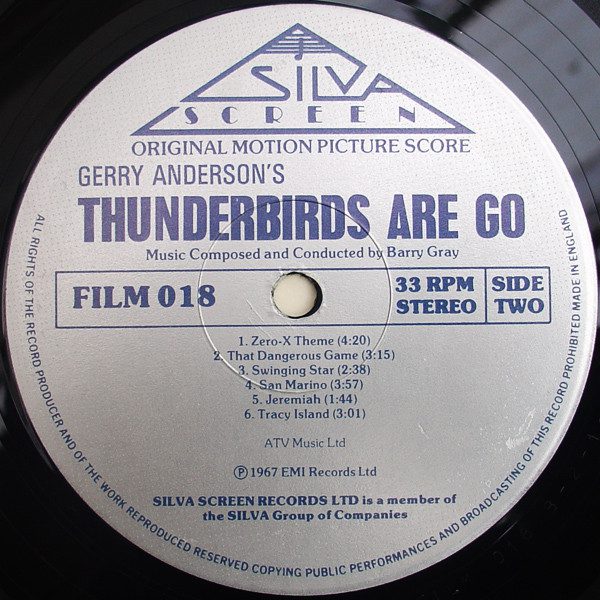 SILVA
SCREEN
ORIGINAL MOTION PICTURE SCORE
GERRY ANDERSON'S
THUNDERBIRDS ARE GO
Music Composed and Conducted by Barry Gray
FILM 018
33 RPM
STEREO
SIDE
TWO
1. Zero-X Theme (4:20)
2. That Dangerous Game (3:15)
3. Swinging Star (2:38)
4. San Marino (3:57)
5. Jeremiah (1:44)
6. Tracy Island (3:01)
ATV Music Ltd
Ⓟ 1967 EMI Records Ltd
SILVA SCREEN RECORDS LTD is a member of
the SILVA Group of Companies
ALL RIGHTS OF THE RECORD PRODUCER AND OF THE WORK REPRODUCED RESERVED COPYING PUBLIC PERFORMANCES AND BROADCASTING OF THIS RECORD PROHIBITED MADE IN ENGLAND